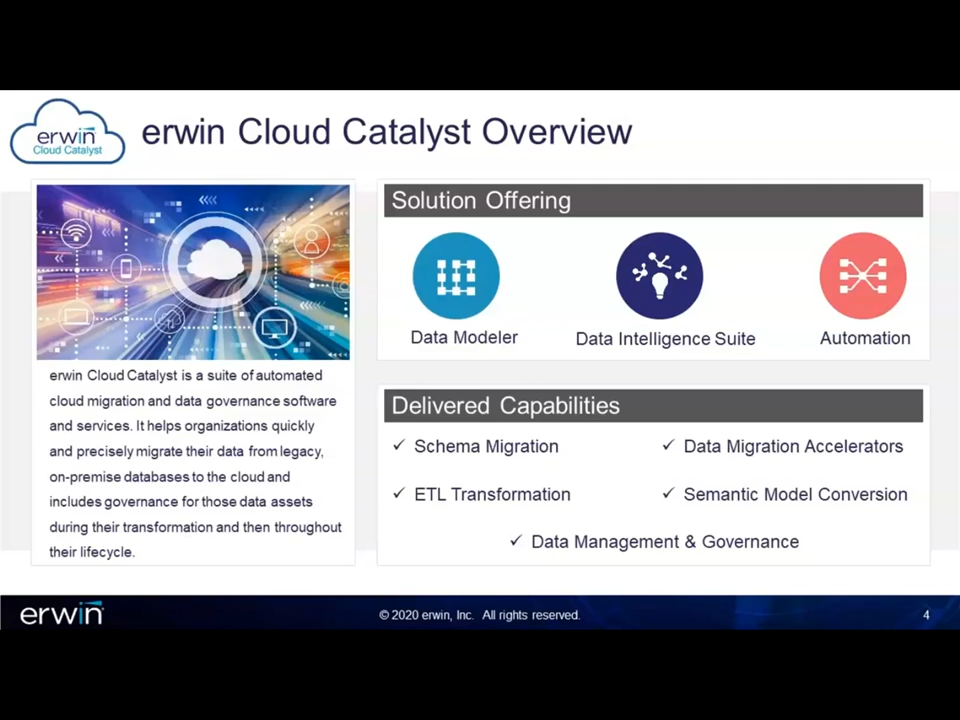 erwin
Cloud Catalyst
erwin Cloud Catalyst Overview
erwin Cloud Catalyst is a suite of automated
cloud migration and data governance software
and services. It helps organizations quickly
and precisely migrate their data from legacy,
on-premise databases to the cloud and
includes governance for those data assets
during their transformation and then throughout
their lifecycle.
Solution Offering
Data Modeler
Data Intelligence Suite
Automation
Delivered Capabilities
✓ Schema Migration
✓ Data Migration Accelerators
✓ ETL Transformation
✓ Semantic Model Conversion
✓ Data Management & Governance
erwin
© 2020 erwin, Inc. All rights reserved.
4